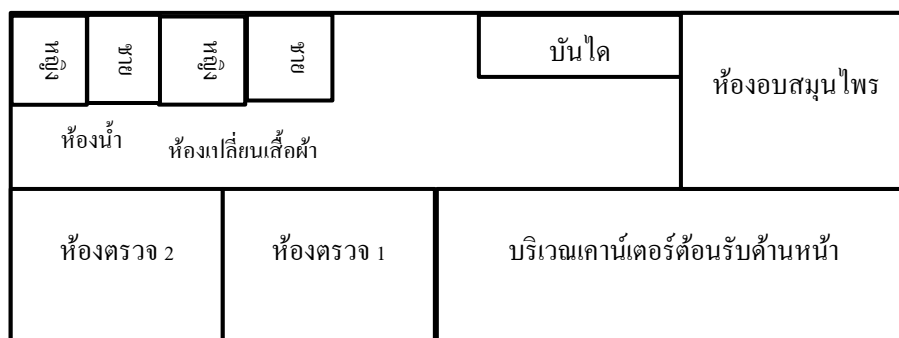 หญิง
ชาย
หญิง
ชาย
บันได
ห้องอบสมุนไพร
ห้องน้ำ
ห้องเปลี่ยนเสื้อผ้า
ห้องตรวจ 2
ห้องตรวจ 1
บริเวณเคาน์เตอร์ต้อนรับด้านหน้า